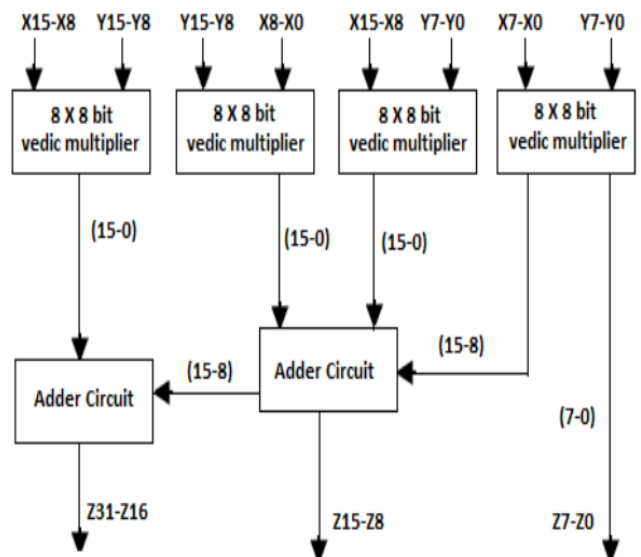 X15-X8 Y15-Y8 Y15-Y8 X8-X0 X15-X8 Y7-Y0 X7-X0 Y7-Y0
8 X 8 bit
vedic multiplier
8 X 8 bit
vedic multiplier
8 X 8 bit
vedic multiplier
8 X 8 bit
vedic multiplier
(15-0)
(15-0)
(15-0)
(15-8)
(15-8)
Adder Circuit
Adder Circuit
(7-0)
Z31-Z16
Z15-Z8
Z7-Z0